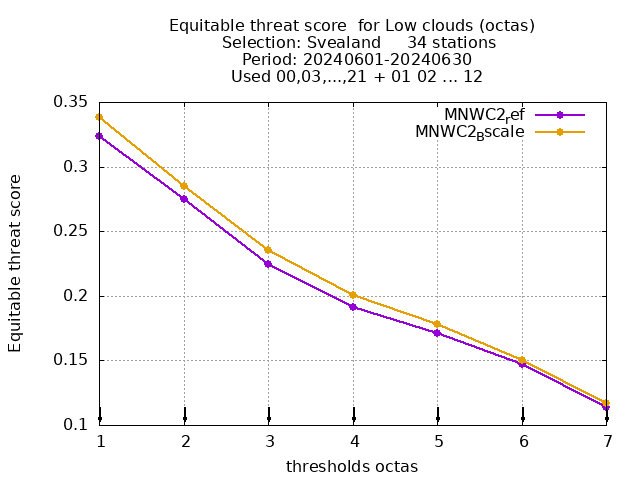 Equitable threat score  for Low clouds (octas)
Selection: Svealand     34 stations
Period: 20240601-20240630
Used 00,03,...,21 + 01 02 ... 12
MNWC2ref
MNWC2Bscale
0.35
0.3
0.25
0.2
0.15
0.1
Equitable threat score
1 2 3 4 5 6 7
thresholds octas